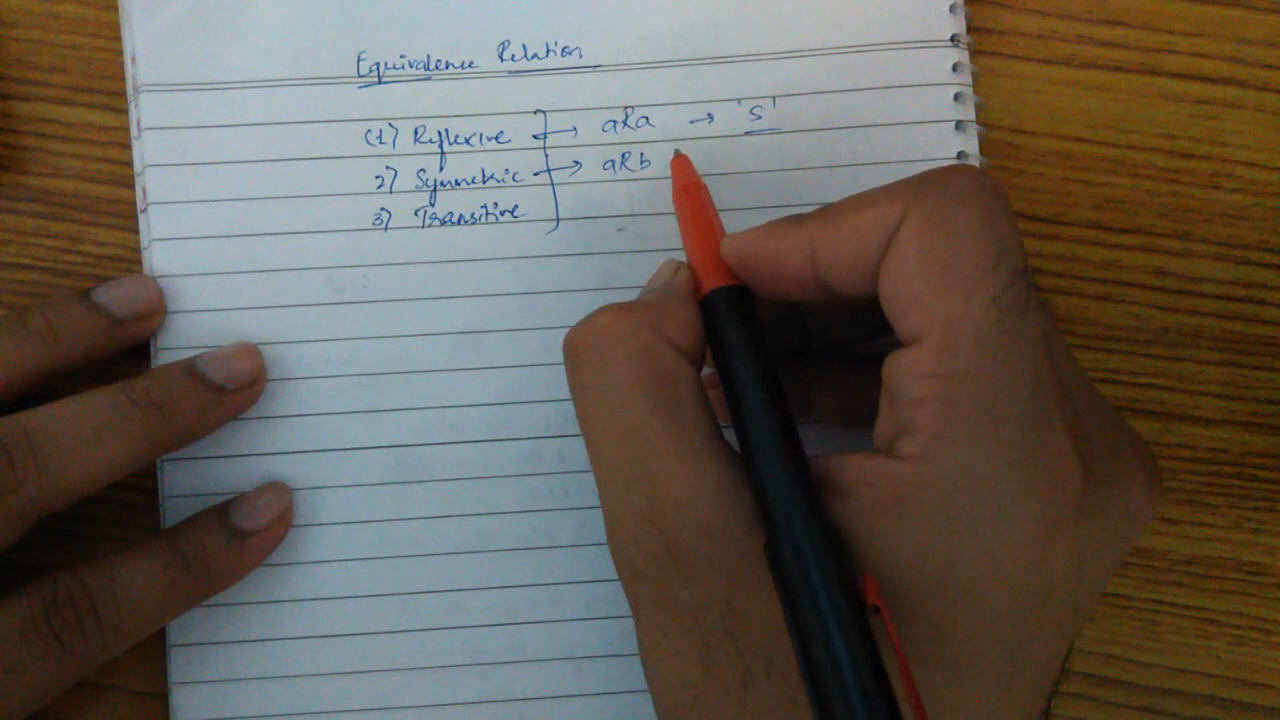 Equivalence Relation
(1) Reflexive → aRa → 's'
2) Symmetric → aRb
3) Transitive